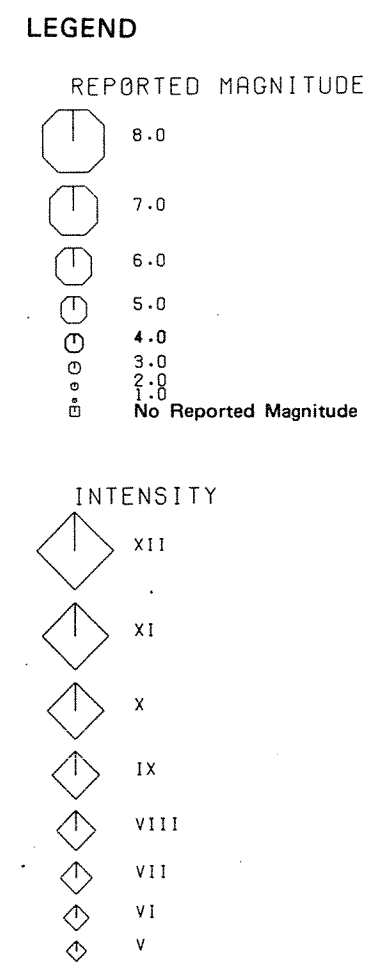 LEGEND
REPORTED MAGNITUDE
8.0
7.0
6.0
5.0
4.0
3.0
2.0
1.0
No Reported Magnitude
INTENSITY
XII
XI
X
IX
VIII
VII
VI
V